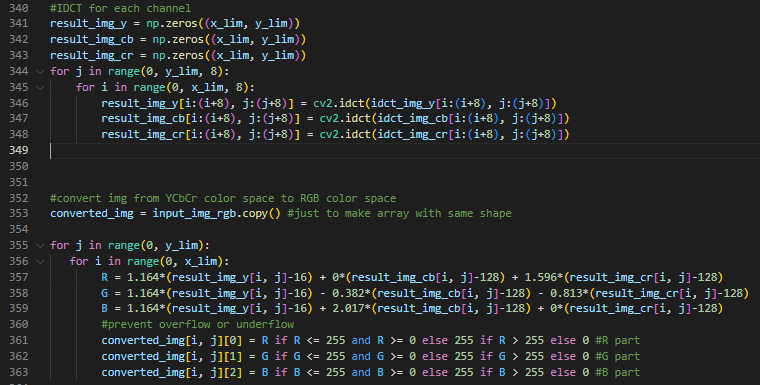 340 #IDCT for each channel
341 result_img_y = np.zeros((x_lim, y_lim))
342 result_img_cb = np.zeros((x_lim, y_lim))
343 result_img_cr = np.zeros((x_lim, y_lim))
344 for j in range(0, y_lim, 8):
345     for i in range(0, x_lim, 8):
346         result_img_y[i:(i+8), j:(j+8)] = cv2.idct(idct_img_y[i:(i+8), j:(j+8)])
347         result_img_cb[i:(i+8), j:(j+8)] = cv2.idct(idct_img_cb[i:(i+8), j:(j+8)])
348         result_img_cr[i:(i+8), j:(j+8)] = cv2.idct(idct_img_cr[i:(i+8), j:(j+8)])
349
350
351
352 #convert img from YCbCr color space to RGB color space
353 converted_img = input_img_rgb.copy() #just to make array with same shape
354
355 for j in range(0, y_lim):
356    for i in range(0, x_lim):
357         R = 1.164*(result_img_y[i, j]-16) + 0*(result_img_cb[i, j]-128) + 1.596*(result_img_cr[i, j]-128)
358         G = 1.164*(result_img_y[i, j]-16) - 0.382*(result_img_cb[i, j]-128) - 0.813*(result_img_cr[i, j]-128)
359         B = 1.164*(result_img_y[i, j]-16) + 2.017*(result_img_cb[i, j]-128) + 0*(result_img_cr[i, j]-128)
360         #prevent overflow or underflow
361         converted_img[i, j][0] = R if R <= 255 and R >= 0 else 255 if R > 255 else 0 #R part
362         converted_img[i, j][1] = G if G <= 255 and G >= 0 else 255 if G > 255 else 0 #G part
363         converted_img[i, j][2] = B if B <= 255 and B >= 0 else 255 if B > 255 else 0 #B part